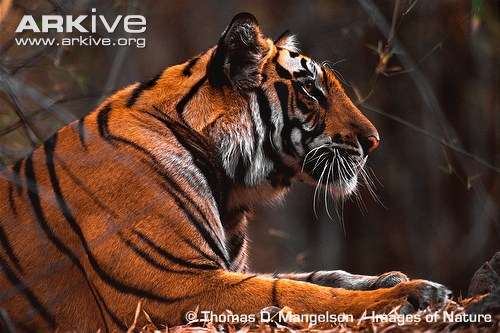 ARKive
www.arkive.org
© Thomas D. Mangelsen / Images of Nature